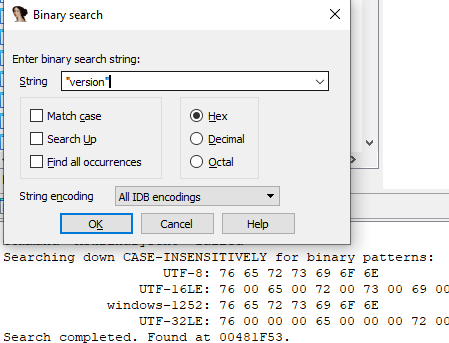 Binary search
Enter binary search string:
String "version"
Match case
Hex
Search Up
Decimal
Find all occurrences
Octal
String encoding All IDB encodings
OK Cancel Help
Searching down CASE-INSENSITIVELY for binary patterns:
UTF-8: 76 65 72 73 69 6F 6E
UTF-16LE: 76 00 65 00 72 00 73 00 69 00
windows-1252: 76 65 72 73 69 6F 6E
UTF-32LE: 76 00 00 00 65 00 00 00 72 00
Search completed. Found at 00481F53.